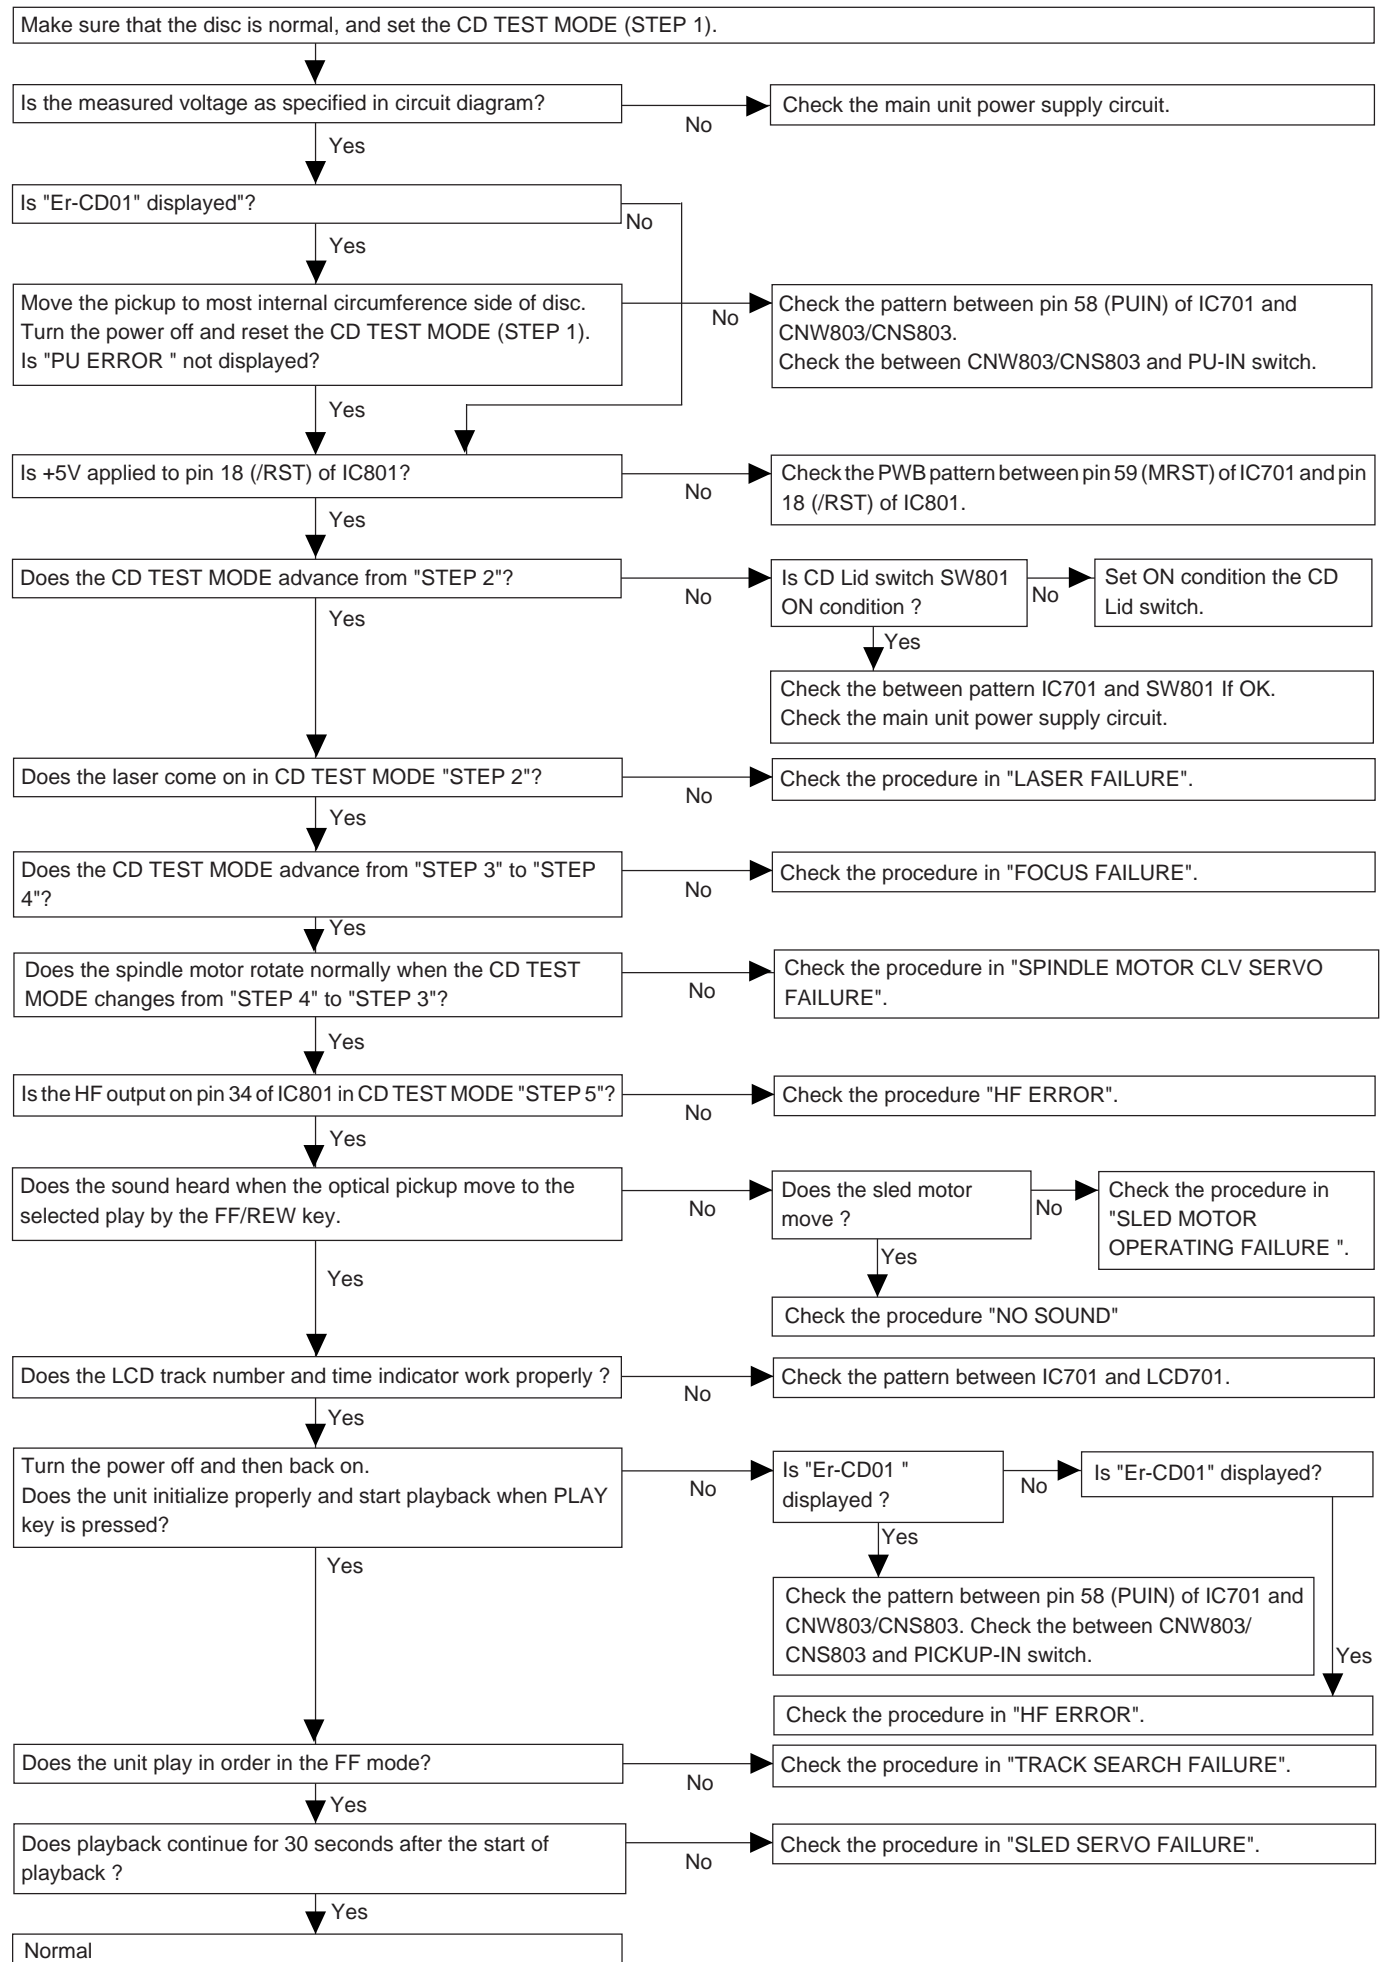 Make sure that the disc is normal, and set the CD TEST MODE (STEP 1).
Is the measured voltage as specified in circuit diagram?
No
Check the main unit power supply circuit.
Yes
Is "Er-CD01" displayed"?
No
Yes
Move the pickup to most internal circumference side of disc.
Turn the power off and reset the CD TEST MODE (STEP 1).
Is "PU ERROR " not displayed?
No
Check the pattern between pin 58 (PUIN) of IC701 and
CNW803/CNS803.
Check the between CNW803/CNS803 and PU-IN switch.
Yes
Is +5V applied to pin 18 (/RST) of IC801?
No
Check the PWB pattern between pin 59 (MRST) of IC701 and pin
18 (/RST) of IC801.
Yes
Does the CD TEST MODE advance from "STEP 2"?
No
Is CD Lid switch SW801
ON condition ?
No
Set ON condition the CD
Lid switch.
Yes
Yes
Check the between pattern IC701 and SW801 If OK.
Check the main unit power supply circuit.
Does the laser come on in CD TEST MODE "STEP 2"?
No
Check the procedure in "LASER FAILURE".
Yes
Does the CD TEST MODE advance from "STEP 3" to "STEP
4"?
No
Check the procedure in "FOCUS FAILURE".
Yes
Does the spindle motor rotate normally when the CD TEST
MODE changes from "STEP 4" to "STEP 3"?
No
Check the procedure in "SPINDLE MOTOR CLV SERVO
FAILURE".
Yes
Is the HF output on pin 34 of IC801 in CD TEST MODE "STEP 5"?
No
Check the procedure "HF ERROR".
Yes
Does the sound heard when the optical pickup move to the
selected play by the FF/REW key.
No
Does the sled motor
move ?
No
Check the procedure in
"SLED MOTOR
OPERATING FAILURE ".
Yes
Yes
Check the procedure "NO SOUND"
Does the LCD track number and time indicator work properly ?
No
Check the pattern between IC701 and LCD701.
Yes
Turn the power off and then back on.
Does the unit initialize properly and start playback when PLAY
key is pressed?
No
Is "Er-CD01 "
displayed ?
No
Is "Er-CD01" displayed?
Yes
Yes
Check the pattern between pin 58 (PUIN) of IC701 and
CNW803/CNS803. Check the between CNW803/
CNS803 and PICKUP-IN switch.
Yes
Check the procedure in "HF ERROR".
Does the unit play in order in the FF mode?
No
Check the procedure in "TRACK SEARCH FAILURE".
Yes
Does playback continue for 30 seconds after the start of
playback ?
No
Check the procedure in "SLED SERVO FAILURE".
Yes
Normal